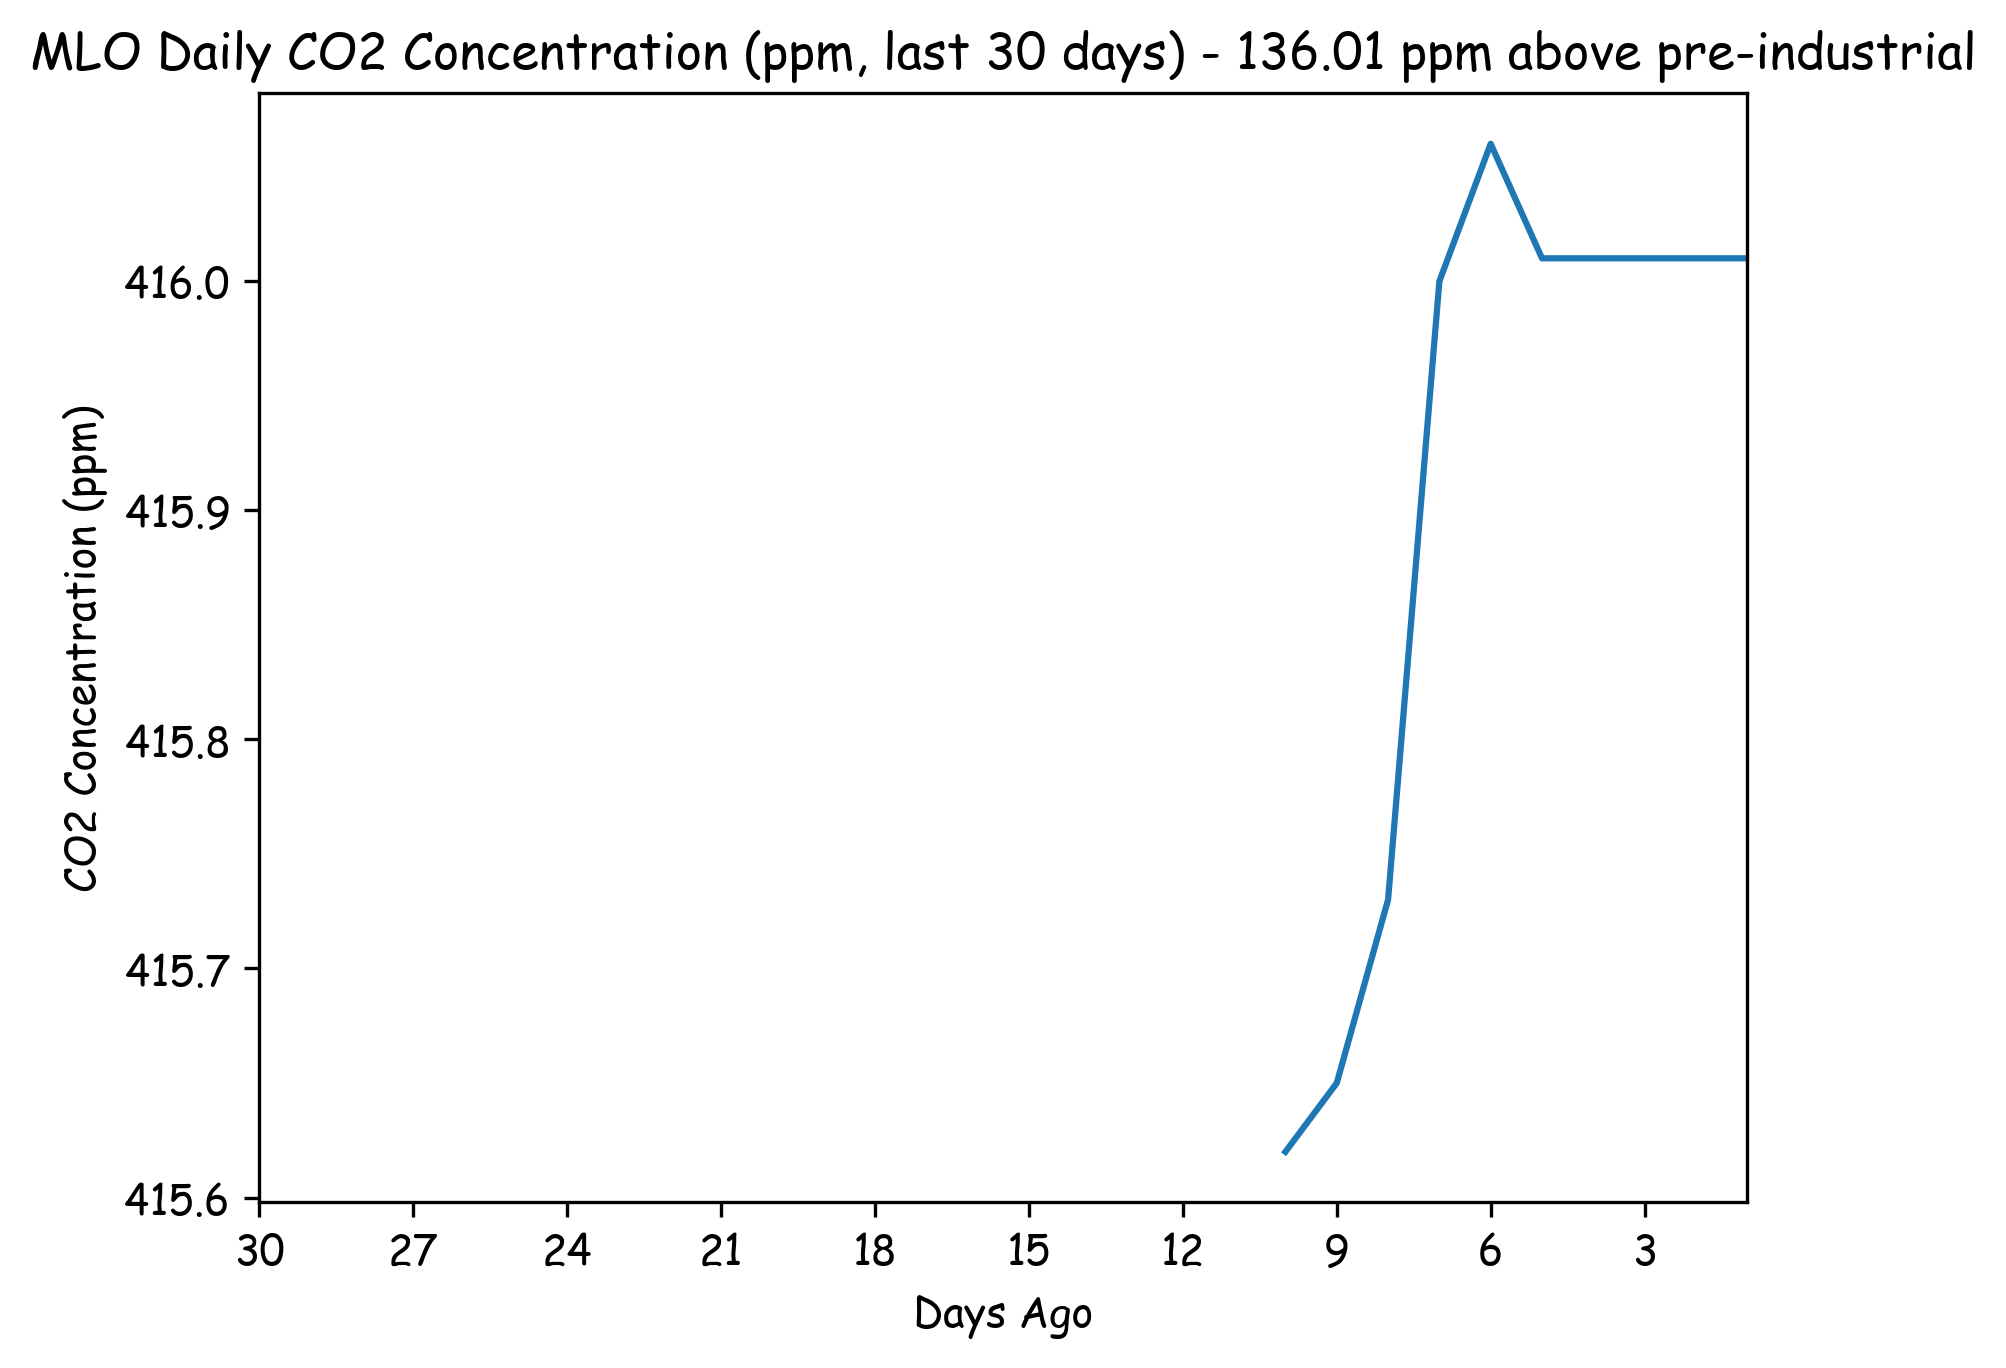 MLO Daily CO2 Concentration (ppm, last 30 days) - 136.01 ppm above pre-industrial
CO2 Concentration (ppm)
416.0
415.9
415.8
415.7
415.6
30 27 24 21 18 15 12 9 6 3
Days Ago